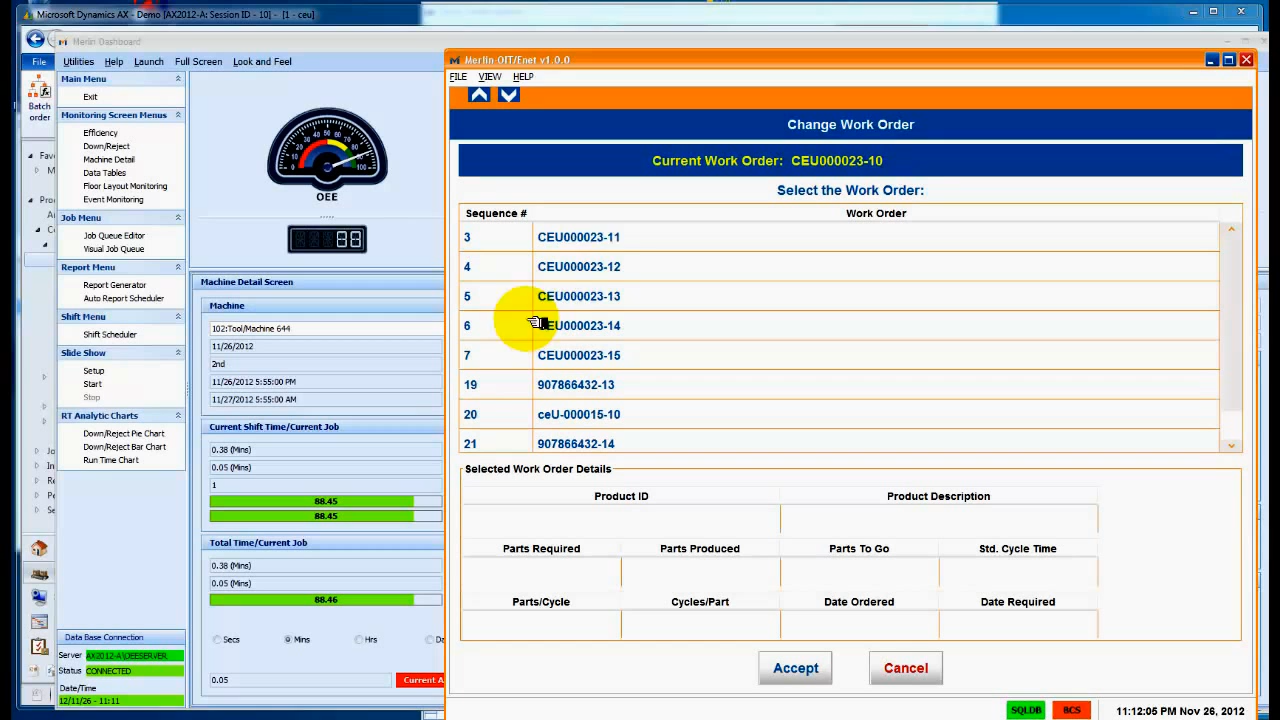 Microsoft Dynamics AX - Demo [AX2012-A: Session ID - 10] - [1 - ceu]
Merlin Dashboard
File Utilities Help Launch Full Screen Look and Feel
Batch
order
Main Menu
Exit
Monitoring Screen Menus
Efficiency
Down/Reject
Machine Detail
Data Tables
Floor Layout Monitoring
Event Monitoring
Job Menu
Job Queue Editor
Visual Job Queue
Report Menu
Report Generator
Auto Report Scheduler
Shift Menu
Shift Scheduler
Slide Show
Setup
Start
Stop
RT Analytic Charts
Down/Reject Pie Chart
Down/Reject Bar Chart
Run Time Chart
Data Base Connection
Server AX2012-A\OEESERVER
Status CONNECTED
Date/Time
12/11/26 - 11:11
OEE
88
Machine Detail Screen
Machine
102:Tool/Machine 644
11/26/2012
2nd
11/26/2012 5:55:00 PM
11/27/2012 5:55:00 AM
Current Shift Time/Current Job
0.38 (Mins)
0.05 (Mins)
1
88.45
88.45
Total Time/Current Job
0.38 (Mins)
0.05 (Mins)
88.46
Secs Mins Hrs
0.05
Current A
Merlin OIT/Enet v1.0.0
FILE VIEW HELP
Change Work Order
Current Work Order: CEU000023-10
Select the Work Order:
Sequence # Work Order
3 CEU000023-11
4 CEU000023-12
5 CEU000023-13
6 CEU000023-14
7 CEU000023-15
19 907866432-13
20 ceU-000015-10
21 907866432-14
Selected Work Order Details
Product ID Product Description
Parts Required Parts Produced Parts To Go Std. Cycle Time
Parts/Cycle Cycles/Part Date Ordered Date Required
Accept Cancel
SQLDB BCS 11:12:05 PM Nov 26, 2012